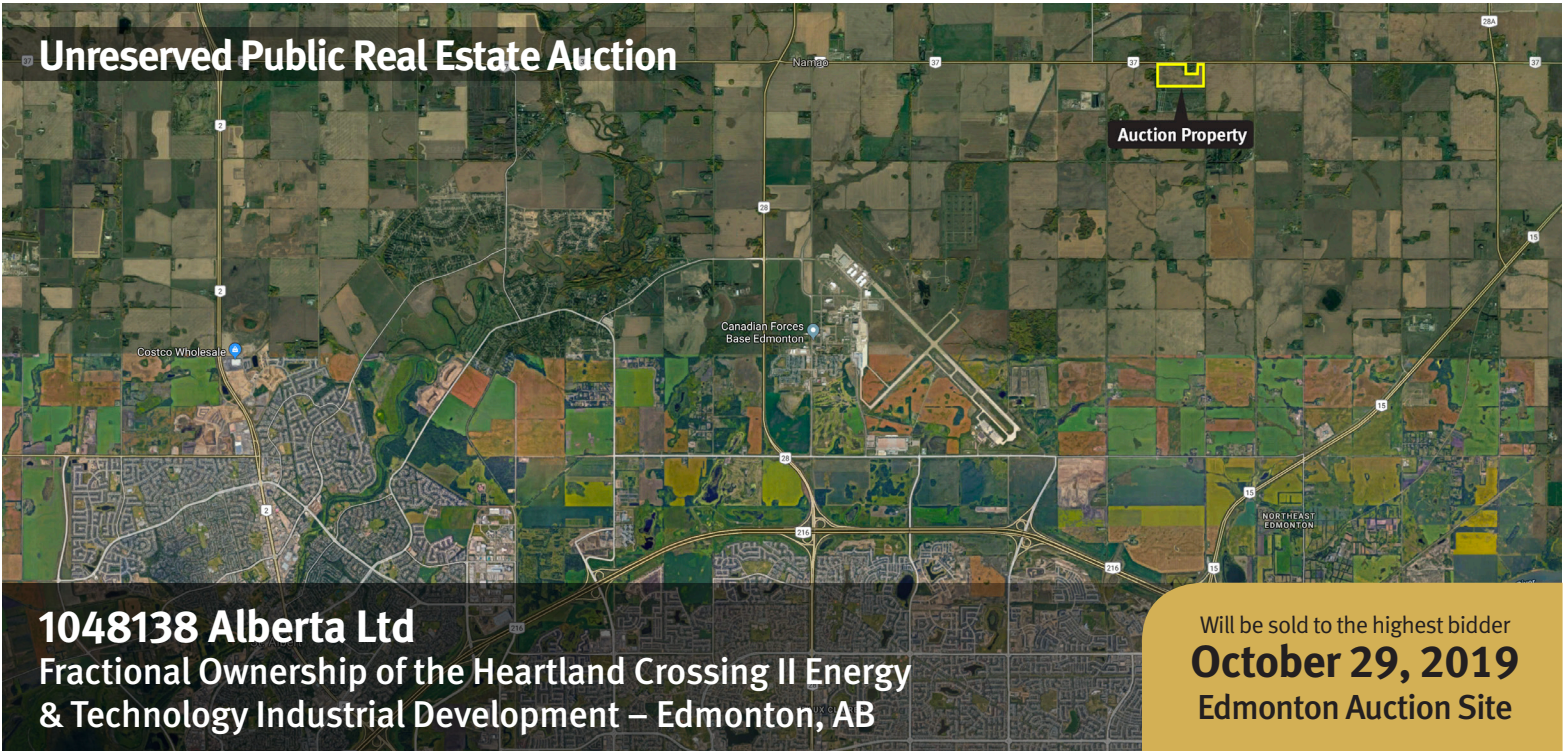 Unreserved Public Real Estate Auction
28A
37
37
Namao
37
37
37
Auction Property
2
28
15
2
Canadian Forces
Base Edmonton
Costco Wholesale
15
28
15
2
NORTHEAST
EDMONTON
216
216
15
216
1048138 Alberta Ltd
Fractional Ownership of the Heartland Crossing II Energy
& Technology Industrial Development – Edmonton, AB
Will be sold to the highest bidder
October 29, 2019
Edmonton Auction Site